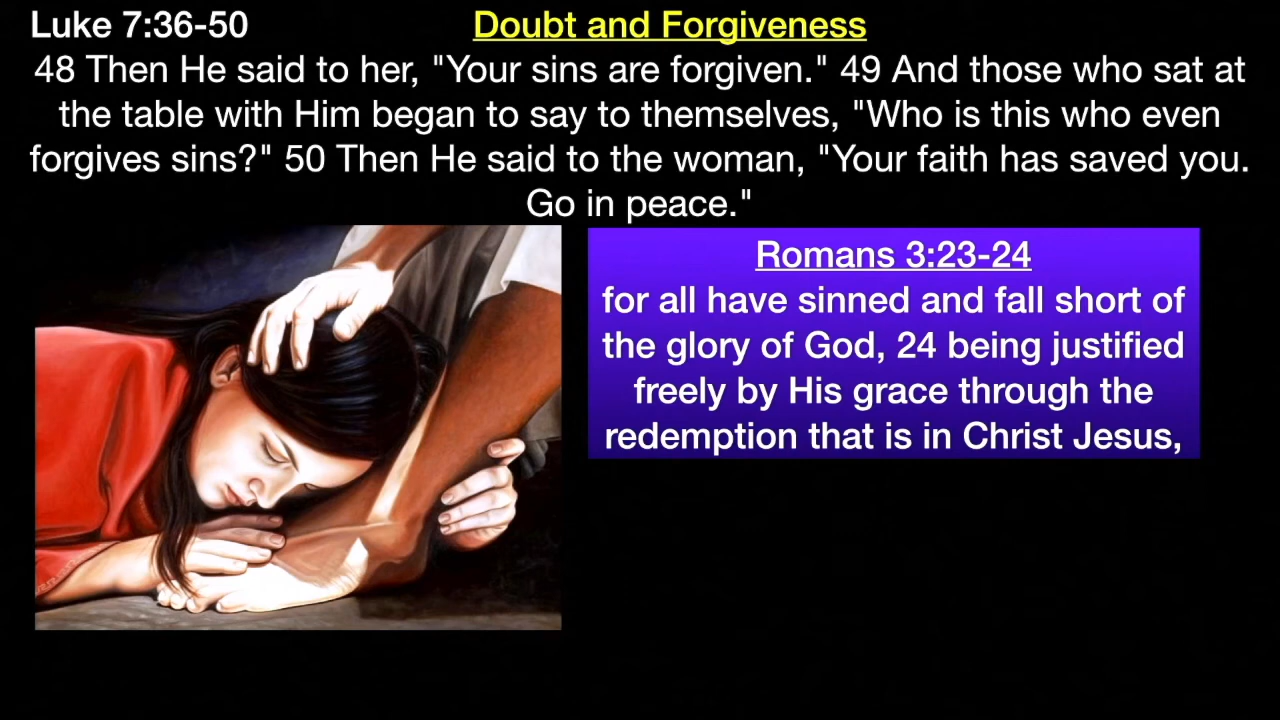 Luke 7:36-50
Doubt and Forgiveness
48 Then He said to her, "Your sins are forgiven." 49 And those who sat at
the table with Him began to say to themselves, "Who is this who even
forgives sins?" 50 Then He said to the woman, "Your faith has saved you.
Go in peace."
Romans 3:23-24
for all have sinned and fall short of
the glory of God, 24 being justified
freely by His grace through the
redemption that is in Christ Jesus,